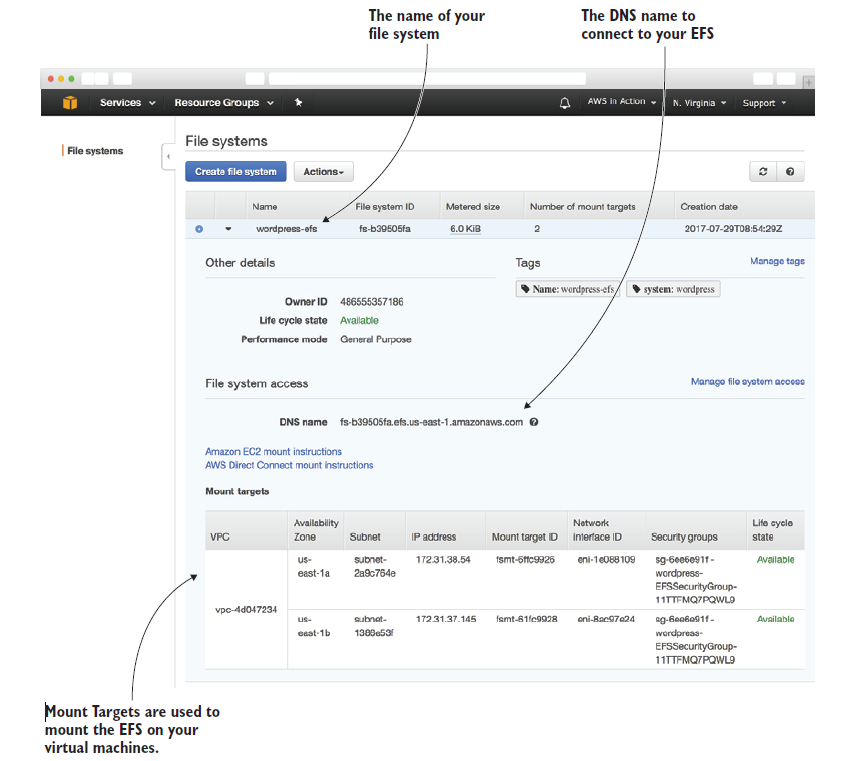 The name of your
file system
The DNS name to
connect to your EFS
Services
Resource Groups
AWS in Action
N. Virginia
Support
File systems
File systems
Create file system
Actions
Name
File system ID
Metered size
Number of mount targets
Creation date
wordpress-efs
fs-b39505fa
6.0 KiB
2
2017-07-29T08:54:29Z
Other details
Tags
Manage tags
Name: wordpress-efs
system: wordpress
Owner ID 486555357186
Life cycle state Available
Performance mode General Purpose
File system access
Manage file system access
DNS name fs-b39505fa.efs.us-east-1.amazonaws.com
Amazon EC2 mount instructions
AWS Direct Connect mount instructions
Mount targets
VPC
Availability
Zone
Subnet
IP address
Mount target ID
Network
interface ID
Security groups
Life cycle
state
vpc-4d047234
us-
east-1a
subnet-
2a9c764e
172.31.38.54
fsmt-6ffc9926
eni-1e088109
sg-6ee6e91f -
wordpress-
EFSSecurityGroup-
11TTFMQ7PQWL9
Available
us-
east-1b
subnet-
1386e53f
172.31.37.145
fsmt-61fc9928
eni-8ac97e24
sg-6ee6e91f -
wordpress-
EFSSecurityGroup-
11TTFMQ7PQWL9
Available
Mount Targets are used to
mount the EFS on your
virtual machines.